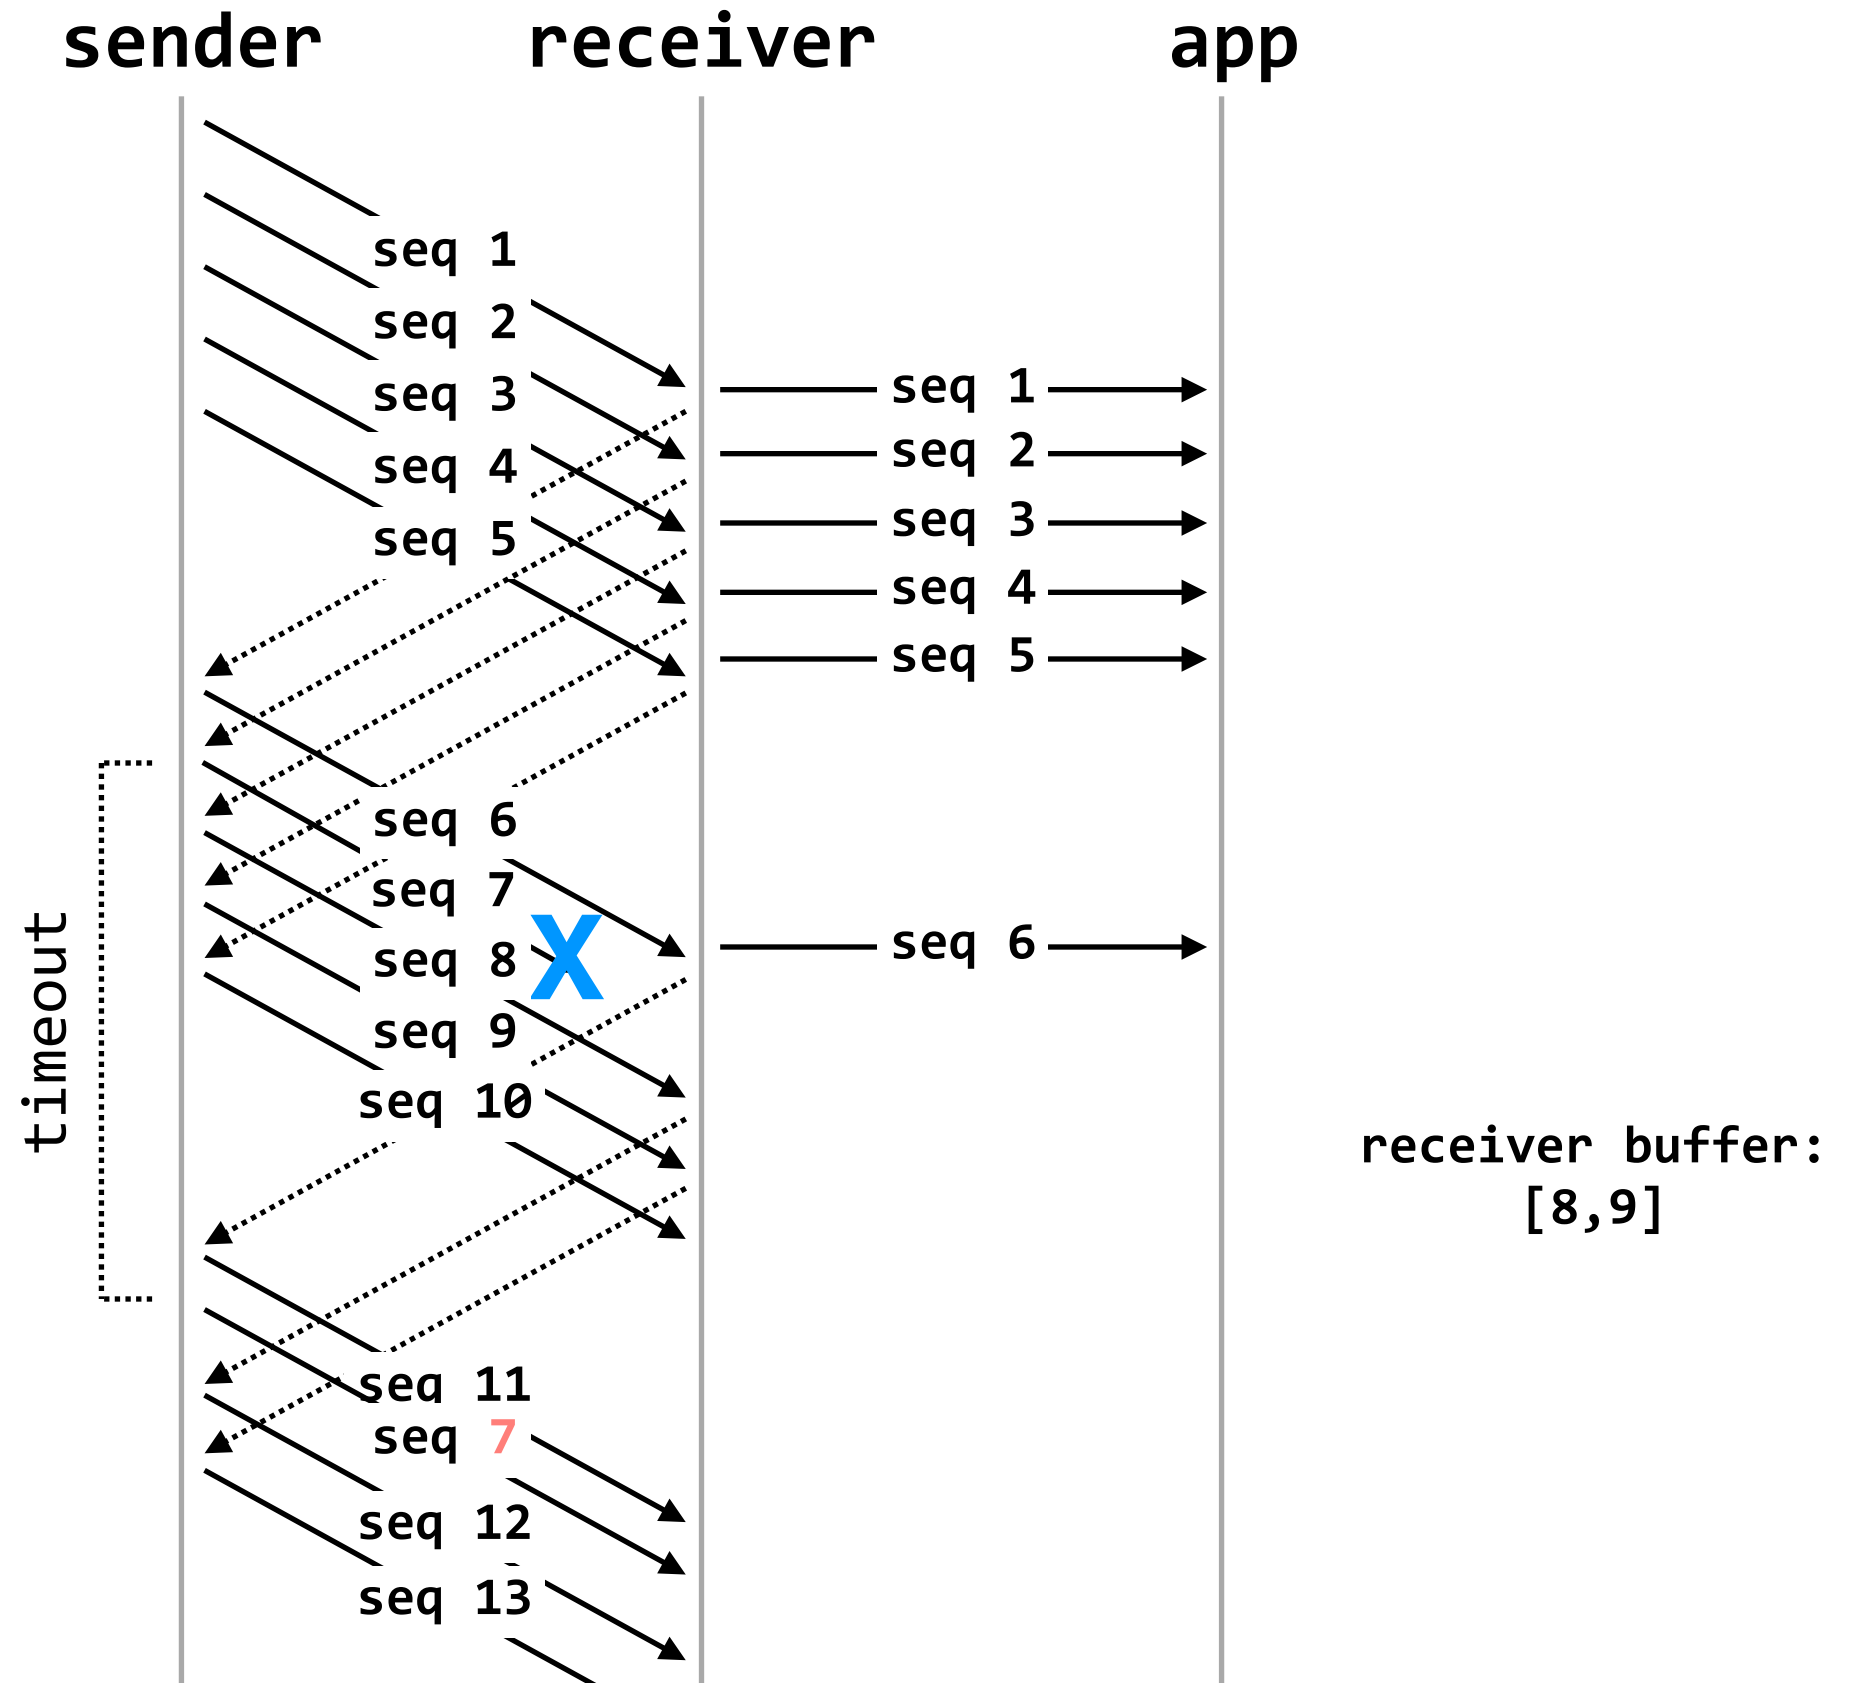 sender receiver app
seq 1
seq 2
seq 3
seq 4
seq 5
seq 1
seq 2
seq 3
seq 4
seq 5
timeout
seq 6
seq 7
seq 8 X
seq 9
seq 10
seq 6
receiver buffer:
[8,9]
seq 11
seq 7
seq 12
seq 13